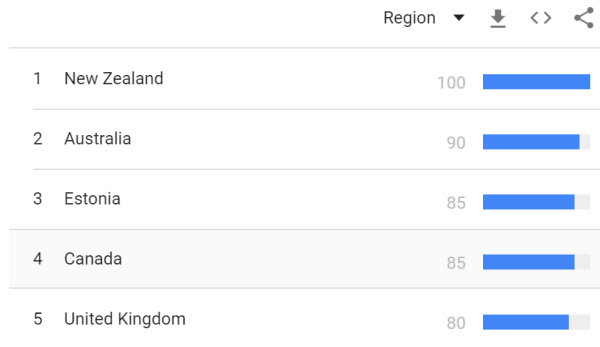 Region
1 New Zealand 100
2 Australia 90
3 Estonia 85
4 Canada 85
5 United Kingdom 80